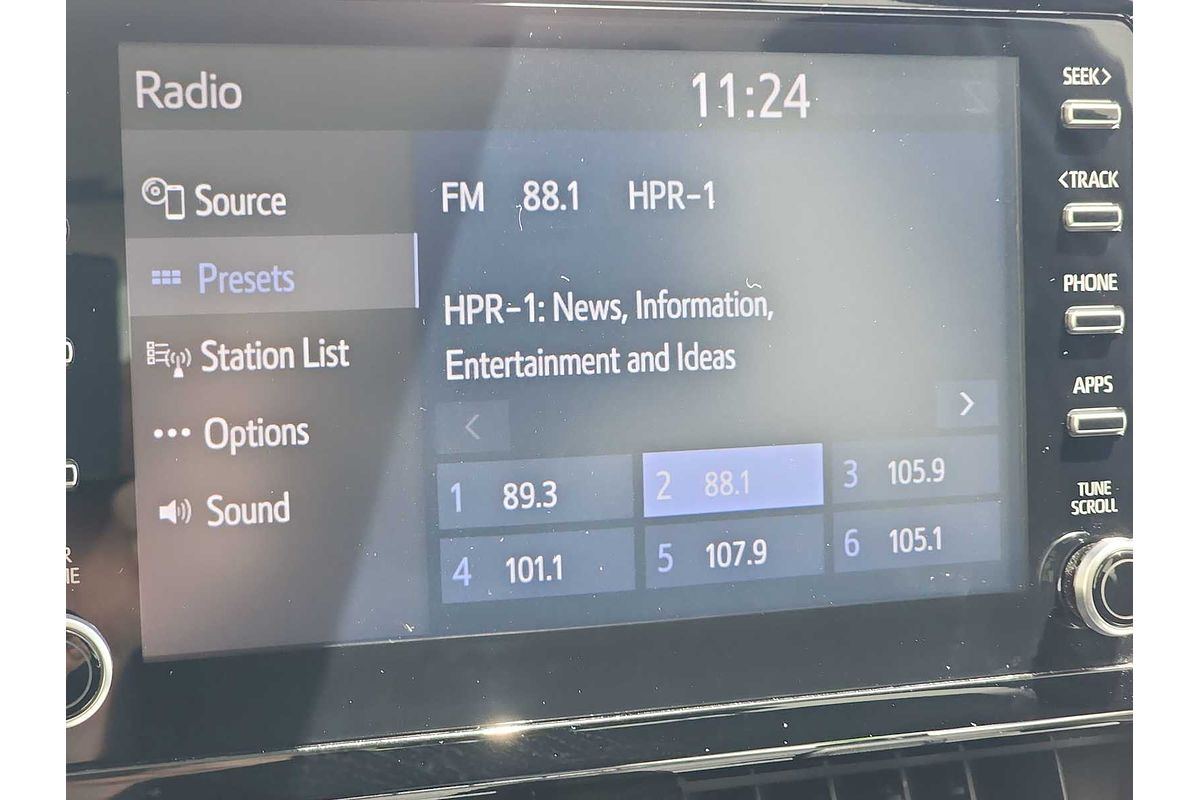 Radio 11:24
Source
Presets
Station List
Options
Sound
FM 88.1 HPR-1
HPR-1: News, Information,
Entertainment and Ideas
< >
1 89.3 2 88.1 3 105.9
4 101.1 5 107.9 6 105.1
SEEK>
<TRACK
PHONE
APPS
TUNE
SCROLL